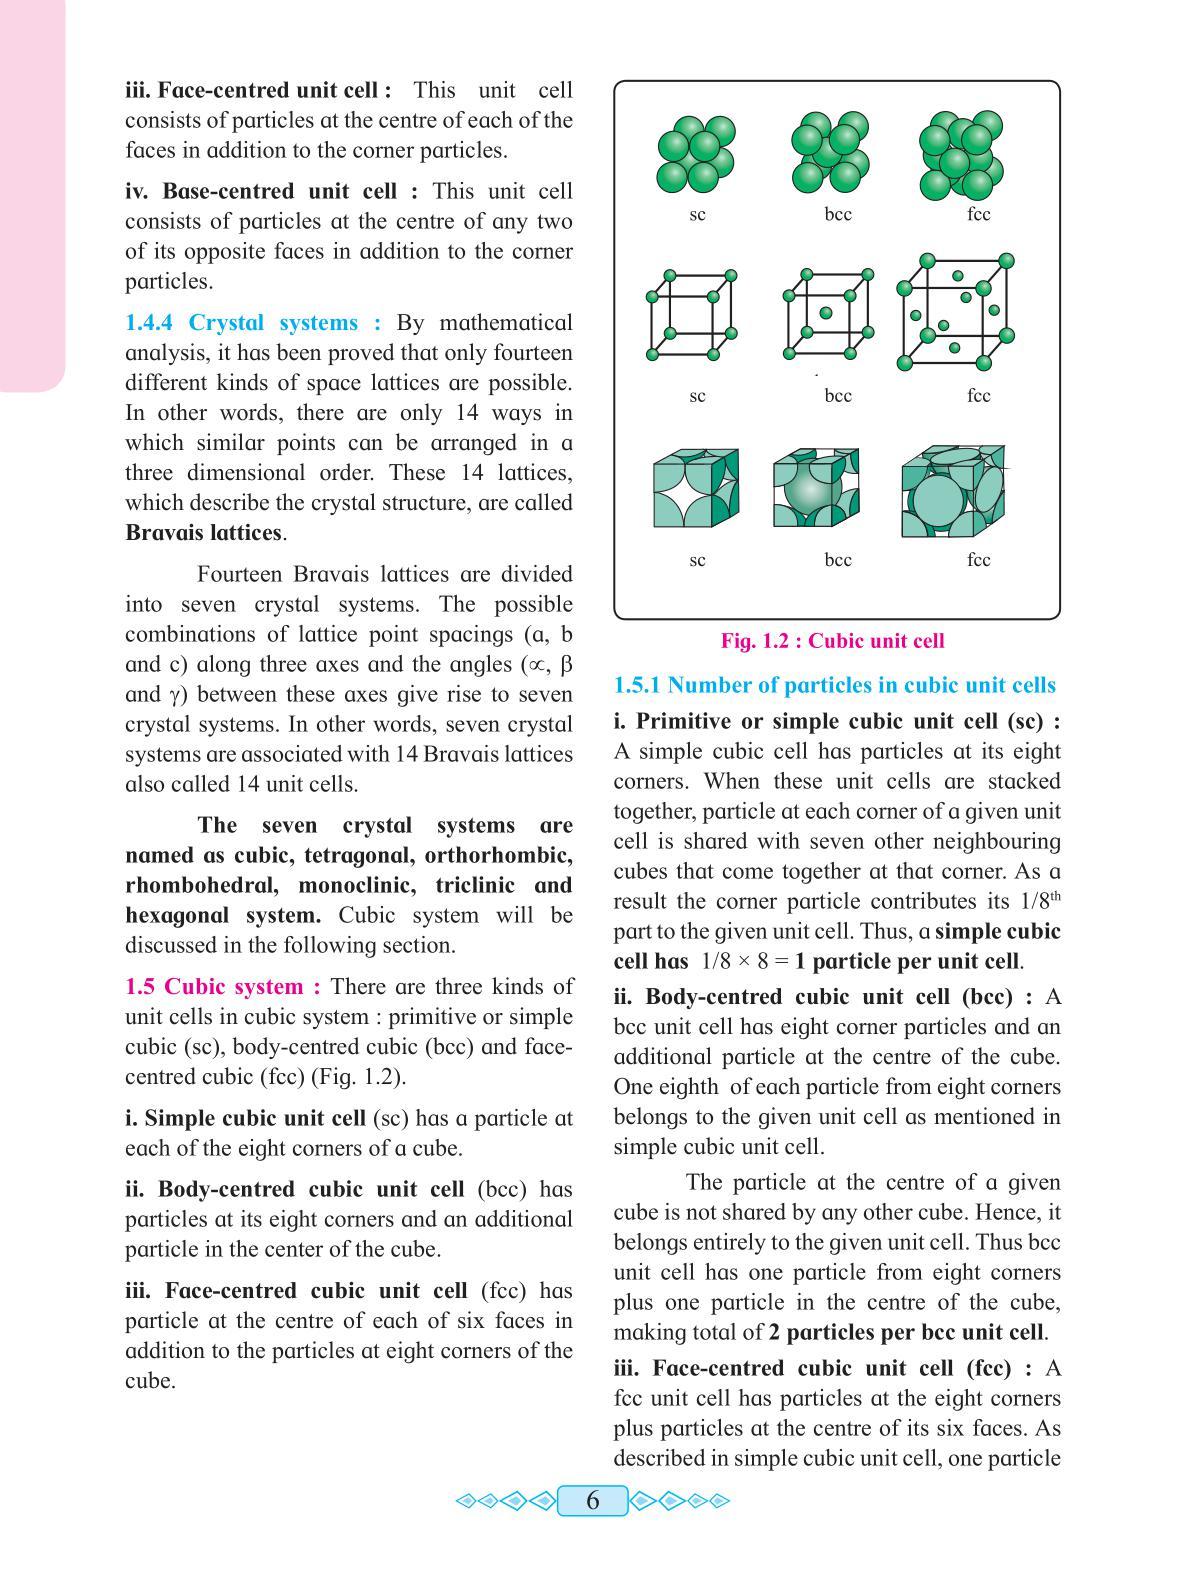 iii. Face-centred unit cell : This unit cell
consists of particles at the centre of each of the
faces in addition to the corner particles.
iv. Base-centred unit cell : This unit cell
consists of particles at the centre of any two
of its opposite faces in addition to the corner
particles.
1.4.4 Crystal systems : By mathematical
analysis, it has been proved that only fourteen
different kinds of space lattices are possible.
In other words, there are only 14 ways in
which similar points can be arranged in a
three dimensional order. These 14 lattices,
which describe the crystal structure, are called
Bravais lattices.
Fourteen Bravais lattices are divided
into seven crystal systems. The possible
combinations of lattice point spacings (a, b
and c) along three axes and the angles (∝, β
and γ) between these axes give rise to seven
crystal systems. In other words, seven crystal
systems are associated with 14 Bravais lattices
also called 14 unit cells.
The seven crystal systems are
named as cubic, tetragonal, orthorhombic,
rhombohedral, monoclinic, triclinic and
hexagonal system. Cubic system will be
discussed in the following section.
1.5 Cubic system : There are three kinds of
unit cells in cubic system : primitive or simple
cubic (sc), body-centred cubic (bcc) and face-
centred cubic (fcc) (Fig. 1.2).
i. Simple cubic unit cell (sc) has a particle at
each of the eight corners of a cube.
ii. Body-centred cubic unit cell (bcc) has
particles at its eight corners and an additional
particle in the center of the cube.
iii. Face-centred cubic unit cell (fcc) has
particle at the centre of each of six faces in
addition to the particles at eight corners of the
cube.
sc bcc fcc
sc bcc fcc
sc bcc fcc
Fig. 1.2 : Cubic unit cell
1.5.1 Number of particles in cubic unit cells
i. Primitive or simple cubic unit cell (sc) :
A simple cubic cell has particles at its eight
corners. When these unit cells are stacked
together, particle at each corner of a given unit
cell is shared with seven other neighbouring
cubes that come together at that corner. As a
result the corner particle contributes its 1/8th
part to the given unit cell. Thus, a simple cubic
cell has 1/8 × 8 = 1 particle per unit cell.
ii. Body-centred cubic unit cell (bcc) : A
bcc unit cell has eight corner particles and an
additional particle at the centre of the cube.
One eighth of each particle from eight corners
belongs to the given unit cell as mentioned in
simple cubic unit cell.
The particle at the centre of a given
cube is not shared by any other cube. Hence, it
belongs entirely to the given unit cell. Thus bcc
unit cell has one particle from eight corners
plus one particle in the centre of the cube,
making total of 2 particles per bcc unit cell.
iii. Face-centred cubic unit cell (fcc) : A
fcc unit cell has particles at the eight corners
plus particles at the centre of its six faces. As
described in simple cubic unit cell, one particle
6